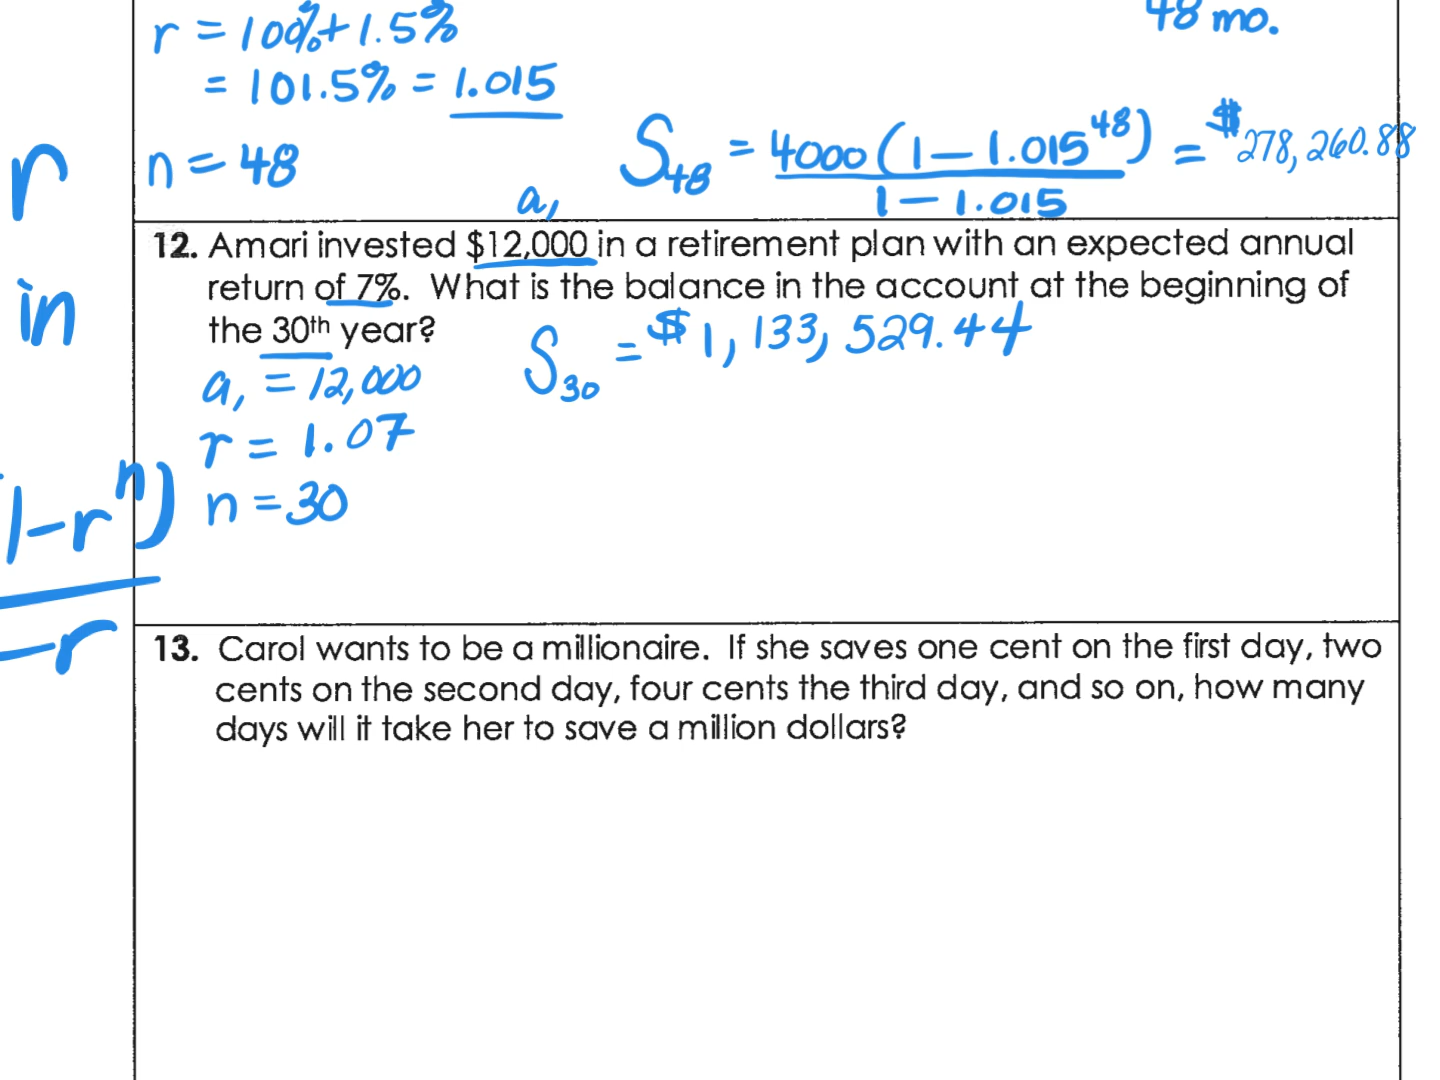 r = 100% + 1.5%
48 mo.
= 101.5% = 1.015
r
n = 48
S48 = 4000(1 - 1.015^48) = $278,260.88
1 - 1.015
a1
12. Amari invested $12,000 in a retirement plan with an expected annual
return of 7%. What is the balance in the account at the beginning of
in
the 30th year?
S30 = $1,133,529.44
a1 = 12,000
r = 1.07
n = 30
1-r^n)
-r
13. Carol wants to be a millionaire. If she saves one cent on the first day, two
cents on the second day, four cents the third day, and so on, how many
days will it take her to save a million dollars?